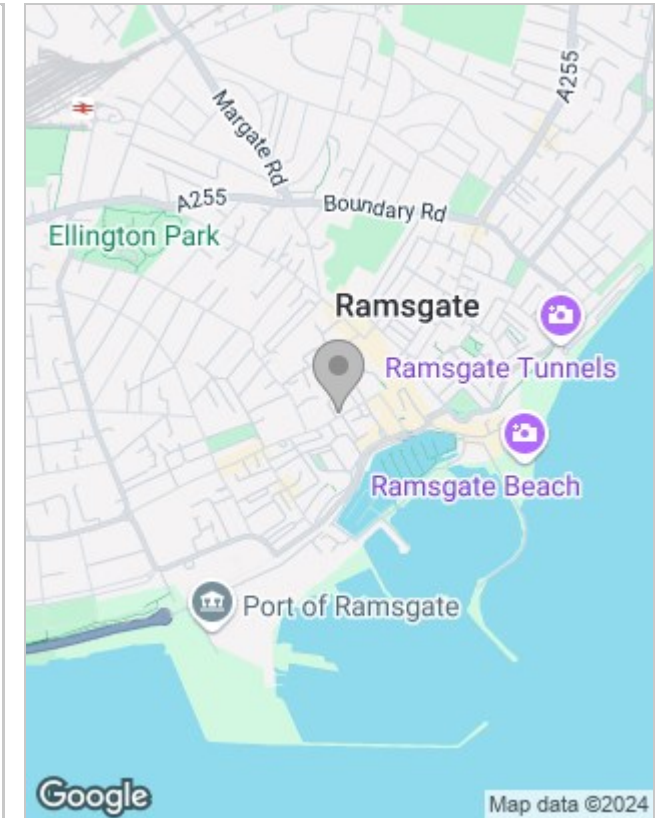 A255
Margate Rd
A255
Boundary Rd
Ellington Park
Ramsgate
Ramsgate Tunnels
Ramsgate Beach
Port of Ramsgate
Google
Map data ©2024